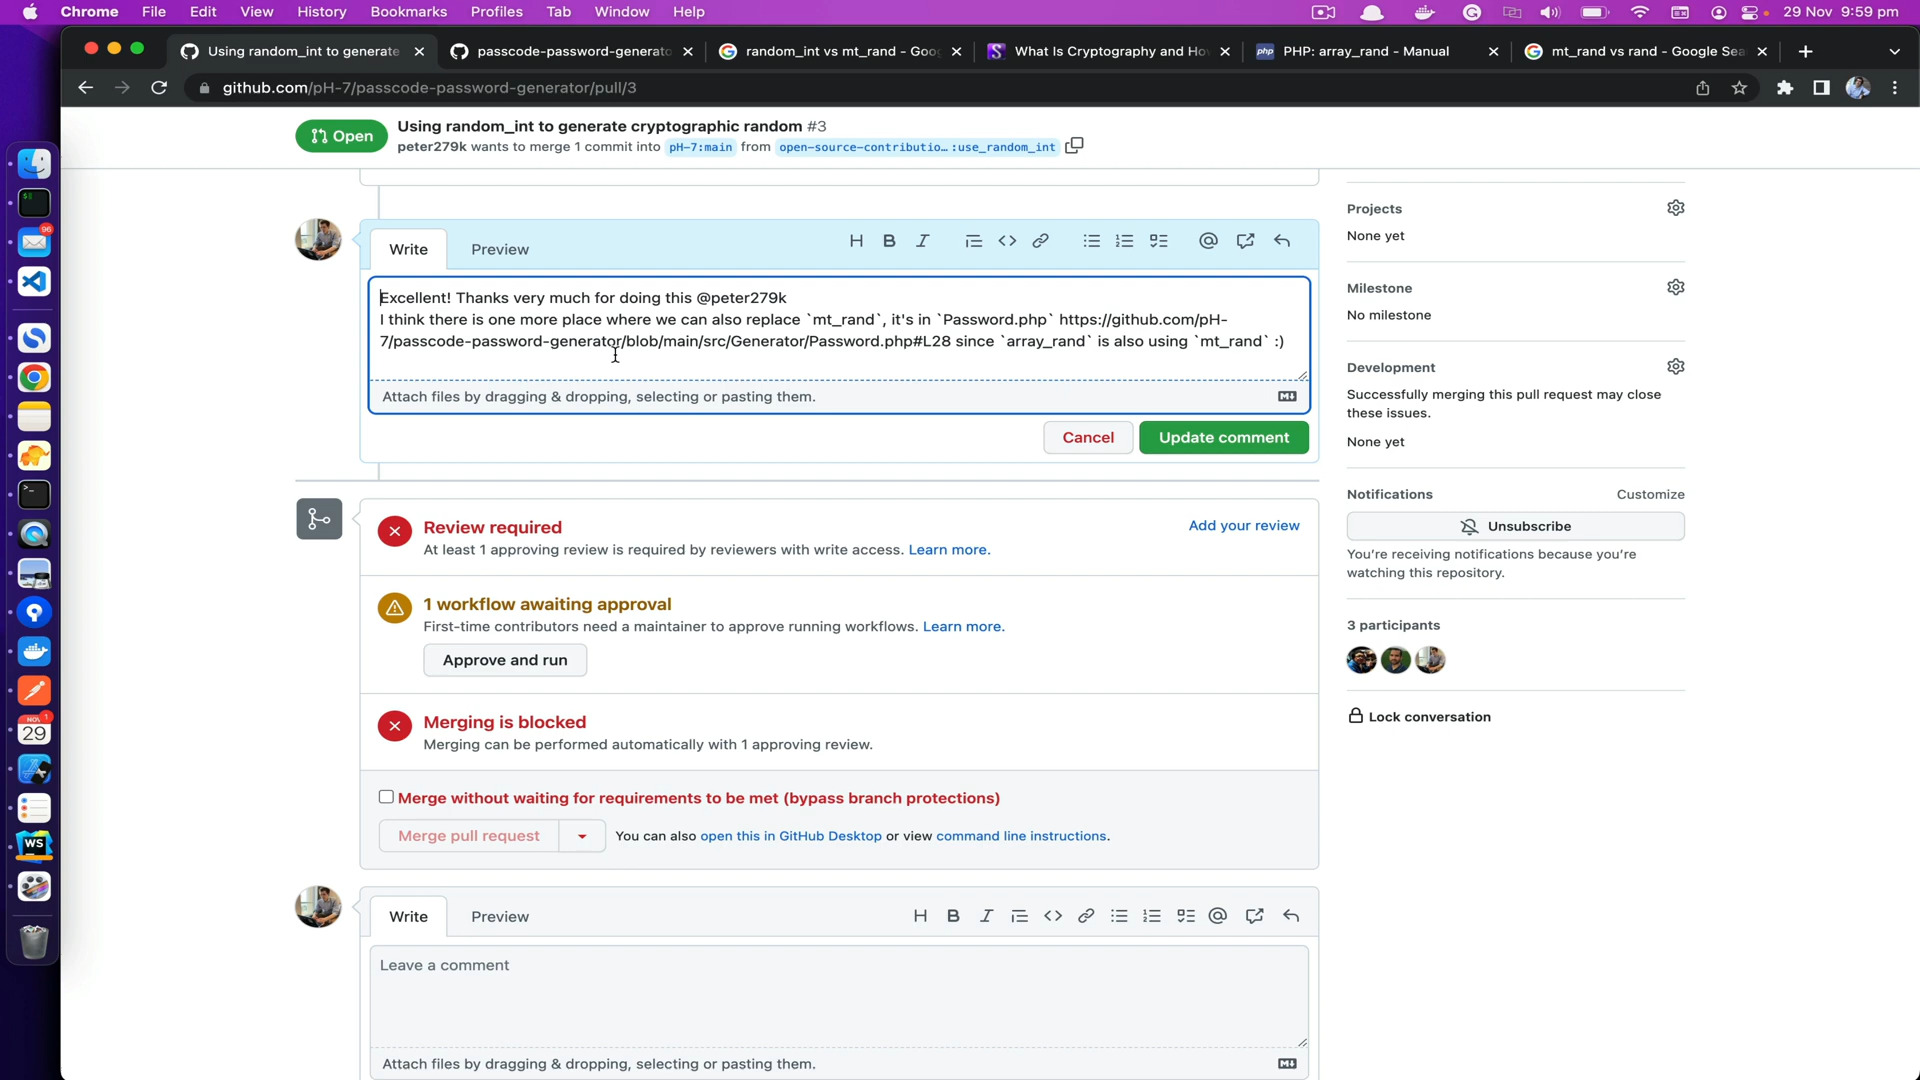 Chrome File Edit View History Bookmarks Profiles Tab Window Help 29 Nov 9:59 pm
Using random_int to generate
passcode-password-generato
random_int vs mt_rand - Goo
What Is Cryptography and Ho
PHP: array_rand - Manual
mt_rand vs rand - Google Sea
github.com/pH-7/passcode-password-generator/pull/3
Open
Using random_int to generate cryptographic random #3
peter279k wants to merge 1 commit into pH-7:main from open-source-contributio…:use_random_int
Write Preview
Excellent! Thanks very much for doing this @peter279k
I think there is one more place where we can also replace `mt_rand`, it's in `Password.php` https://github.com/pH-
7/passcode-password-generator/blob/main/src/Generator/Password.php#L28 since `array_rand` is also using `mt_rand` :)
Attach files by dragging & dropping, selecting or pasting them.
Cancel Update comment
Review required
At least 1 approving review is required by reviewers with write access. Learn more.
Add your review
1 workflow awaiting approval
First-time contributors need a maintainer to approve running workflows. Learn more.
Approve and run
Merging is blocked
Merging can be performed automatically with 1 approving review.
Merge without waiting for requirements to be met (bypass branch protections)
Merge pull request You can also open this in GitHub Desktop or view command line instructions.
Write Preview
Leave a comment
Attach files by dragging & dropping, selecting or pasting them.
Projects
None yet
Milestone
No milestone
Development
Successfully merging this pull request may close
these issues.
None yet
Notifications Customize
Unsubscribe
You're receiving notifications because you're
watching this repository.
3 participants
Lock conversation
96
NOV 1
29
WS